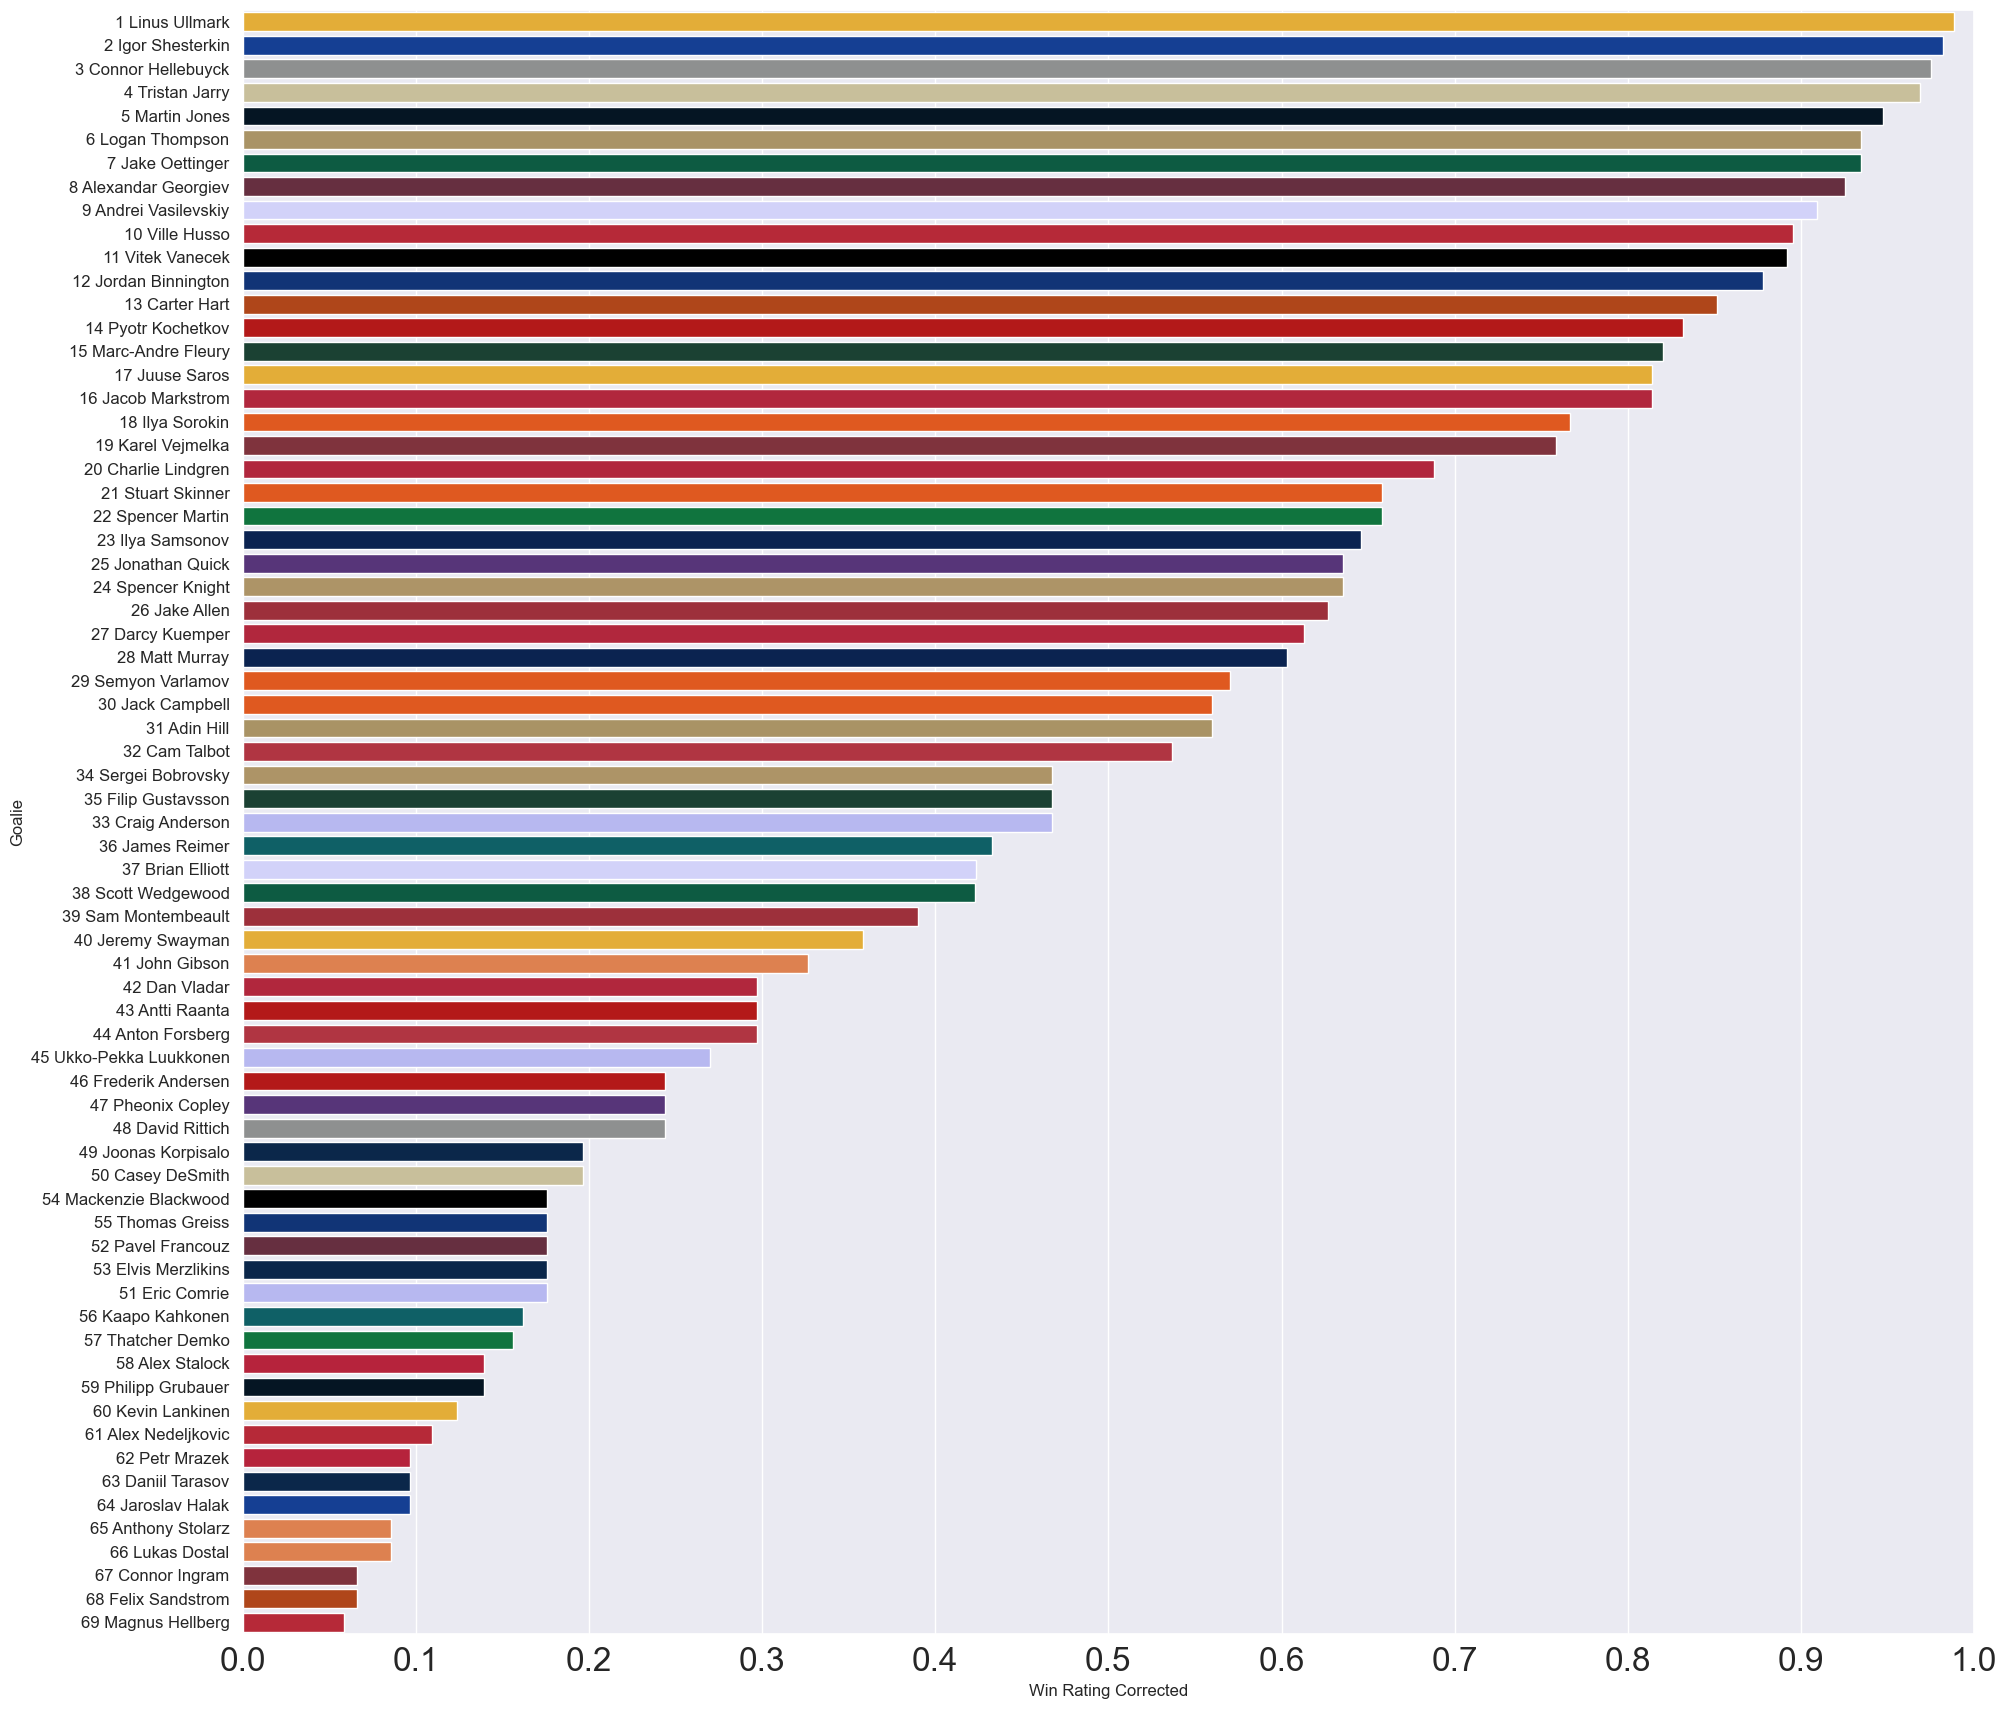 1 Linus Ullmark
2 Igor Shesterkin
3 Connor Hellebuyck
4 Tristan Jarry
5 Martin Jones
6 Logan Thompson
7 Jake Oettinger
8 Alexandar Georgiev
9 Andrei Vasilevskiy
10 Ville Husso
11 Vitek Vanecek
12 Jordan Binnington
13 Carter Hart
14 Pyotr Kochetkov
15 Marc-Andre Fleury
17 Juuse Saros
16 Jacob Markstrom
18 Ilya Sorokin
19 Karel Vejmelka
20 Charlie Lindgren
21 Stuart Skinner
22 Spencer Martin
23 Ilya Samsonov
25 Jonathan Quick
24 Spencer Knight
26 Jake Allen
27 Darcy Kuemper
28 Matt Murray
29 Semyon Varlamov
30 Jack Campbell
31 Adin Hill
32 Cam Talbot
34 Sergei Bobrovsky
35 Filip Gustavsson
33 Craig Anderson
36 James Reimer
37 Brian Elliott
38 Scott Wedgewood
39 Sam Montembeault
40 Jeremy Swayman
41 John Gibson
42 Dan Vladar
43 Antti Raanta
44 Anton Forsberg
45 Ukko-Pekka Luukkonen
46 Frederik Andersen
47 Pheonix Copley
48 David Rittich
49 Joonas Korpisalo
50 Casey DeSmith
54 Mackenzie Blackwood
55 Thomas Greiss
52 Pavel Francouz
53 Elvis Merzlikins
51 Eric Comrie
56 Kaapo Kahkonen
57 Thatcher Demko
58 Alex Stalock
59 Philipp Grubauer
60 Kevin Lankinen
61 Alex Nedeljkovic
62 Petr Mrazek
63 Daniil Tarasov
64 Jaroslav Halak
65 Anthony Stolarz
66 Lukas Dostal
67 Connor Ingram
68 Felix Sandstrom
69 Magnus Hellberg
Goalie
0.0 0.1 0.2 0.3 0.4 0.5 0.6 0.7 0.8 0.9 1.0
Win Rating Corrected